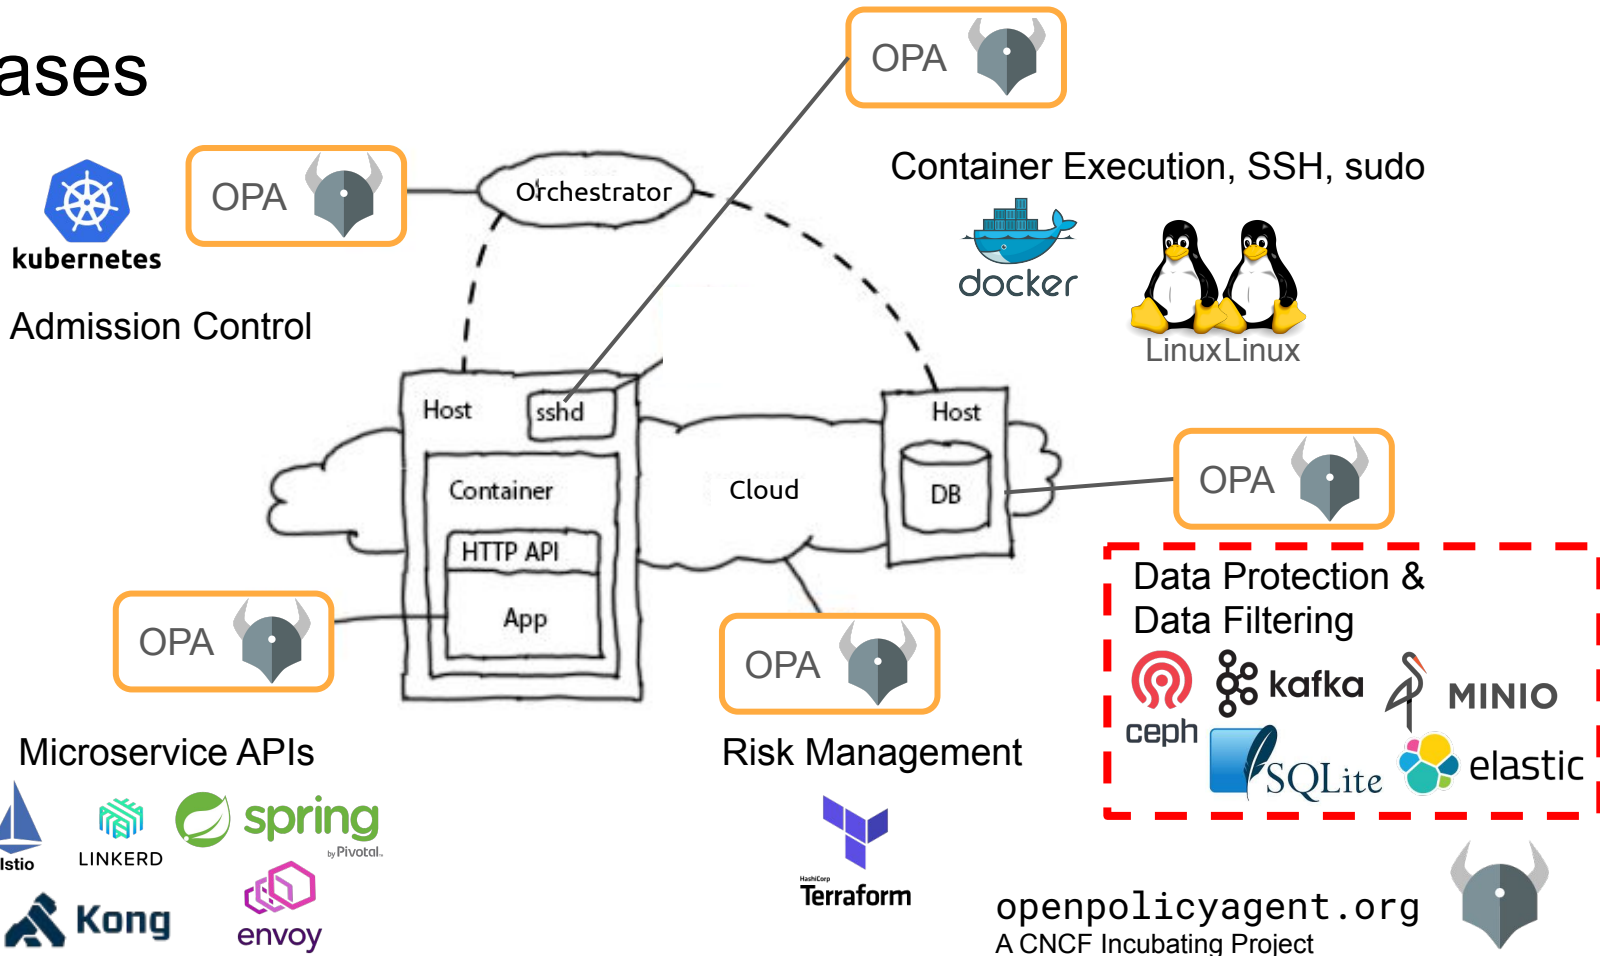 ases
OPA
OPA
kubernetes
Admission Control
Orchestrator
Container Execution, SSH, sudo
docker
Linux Linux
Host
sshd
Container
HTTP API
App
Cloud
Host
DB
OPA
OPA
OPA
Data Protection &
Data Filtering
ceph
kafka
MINIO
SQLite
elastic
Microservice APIs
Istio
LINKERD
spring
by Pivotal.
Kong
envoy
Risk Management
HashiCorp
Terraform
openpolicyagent.org
A CNCF Incubating Project